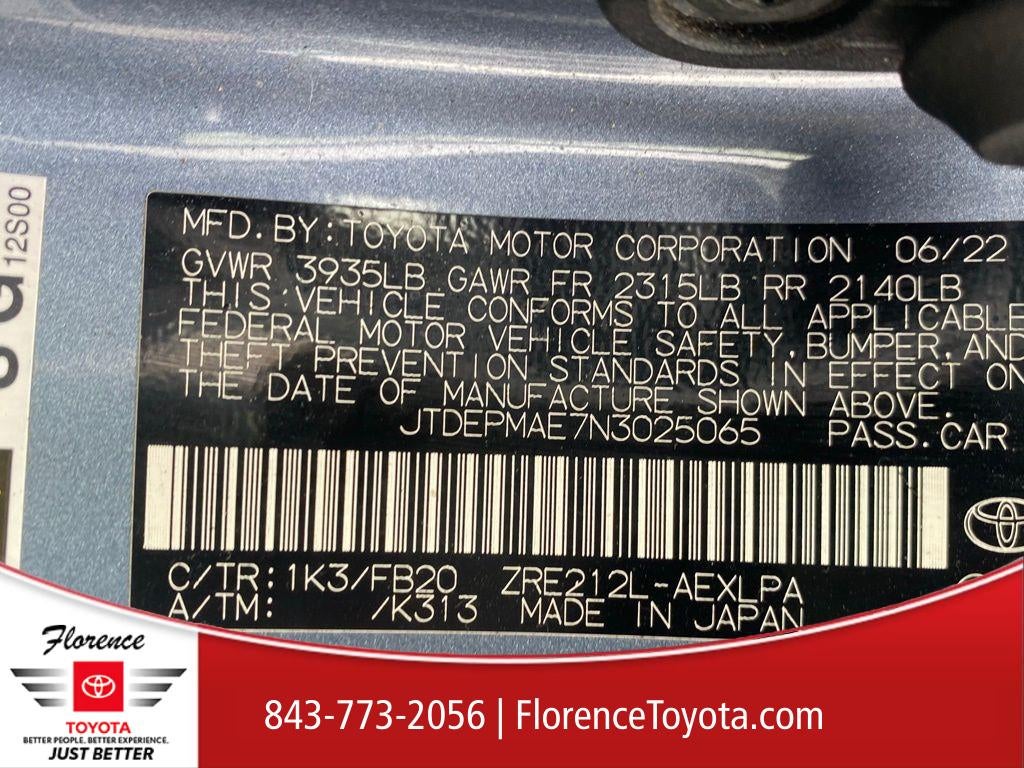 12S00
MFD. BY: TOYOTA MOTOR CORPORATION 06/22
GVWR 3935LB GAWR FR 2315LB RR 2140LB
THIS VEHICLE CONFORMS TO ALL APPLICABLE
FEDERAL MOTOR VEHICLE SAFETY, BUMPER, AND
THEFT PREVENTION STANDARDS IN EFFECT ON
THE DATE OF MANUFACTURE SHOWN ABOVE.
JTDEPMAE7N3025065 PASS.CAR
C/TR: 1K3/FB20 ZRE212L-AEXLPA
A/TM: /K313 MADE IN JAPAN
Florence
TOYOTA
BETTER PEOPLE. BETTER EXPERIENCE.
JUST BETTER
843-773-2056 | FlorenceToyota.com